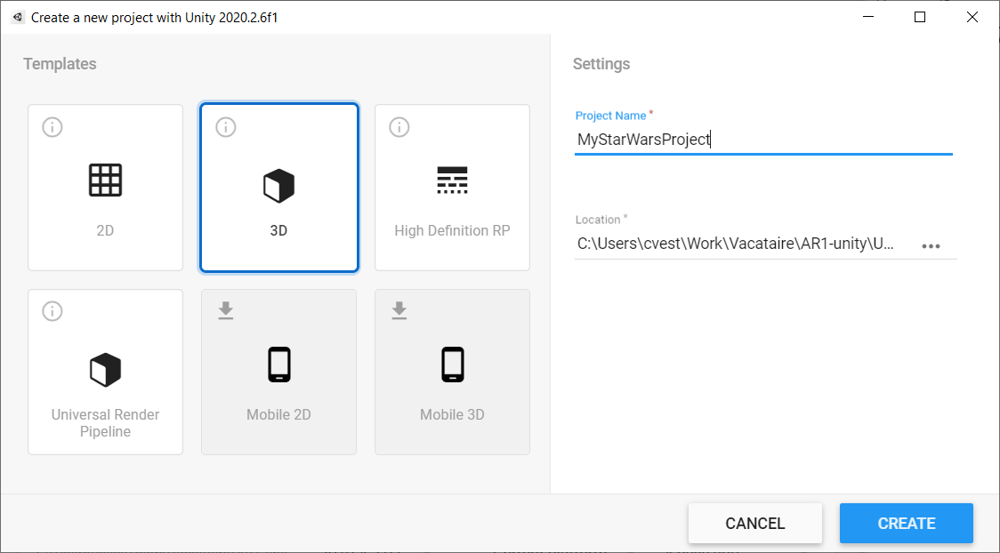 Create a new project with Unity 2020.2.6f1
Templates
2D
3D
High Definition RP
Universal Render
Pipeline
Mobile 2D
Mobile 3D
Settings
Project Name *
MyStarWarsProject
Location *
C:\Users\cvest\Work\Vacataire\AR1-unity\U...
CANCEL
CREATE